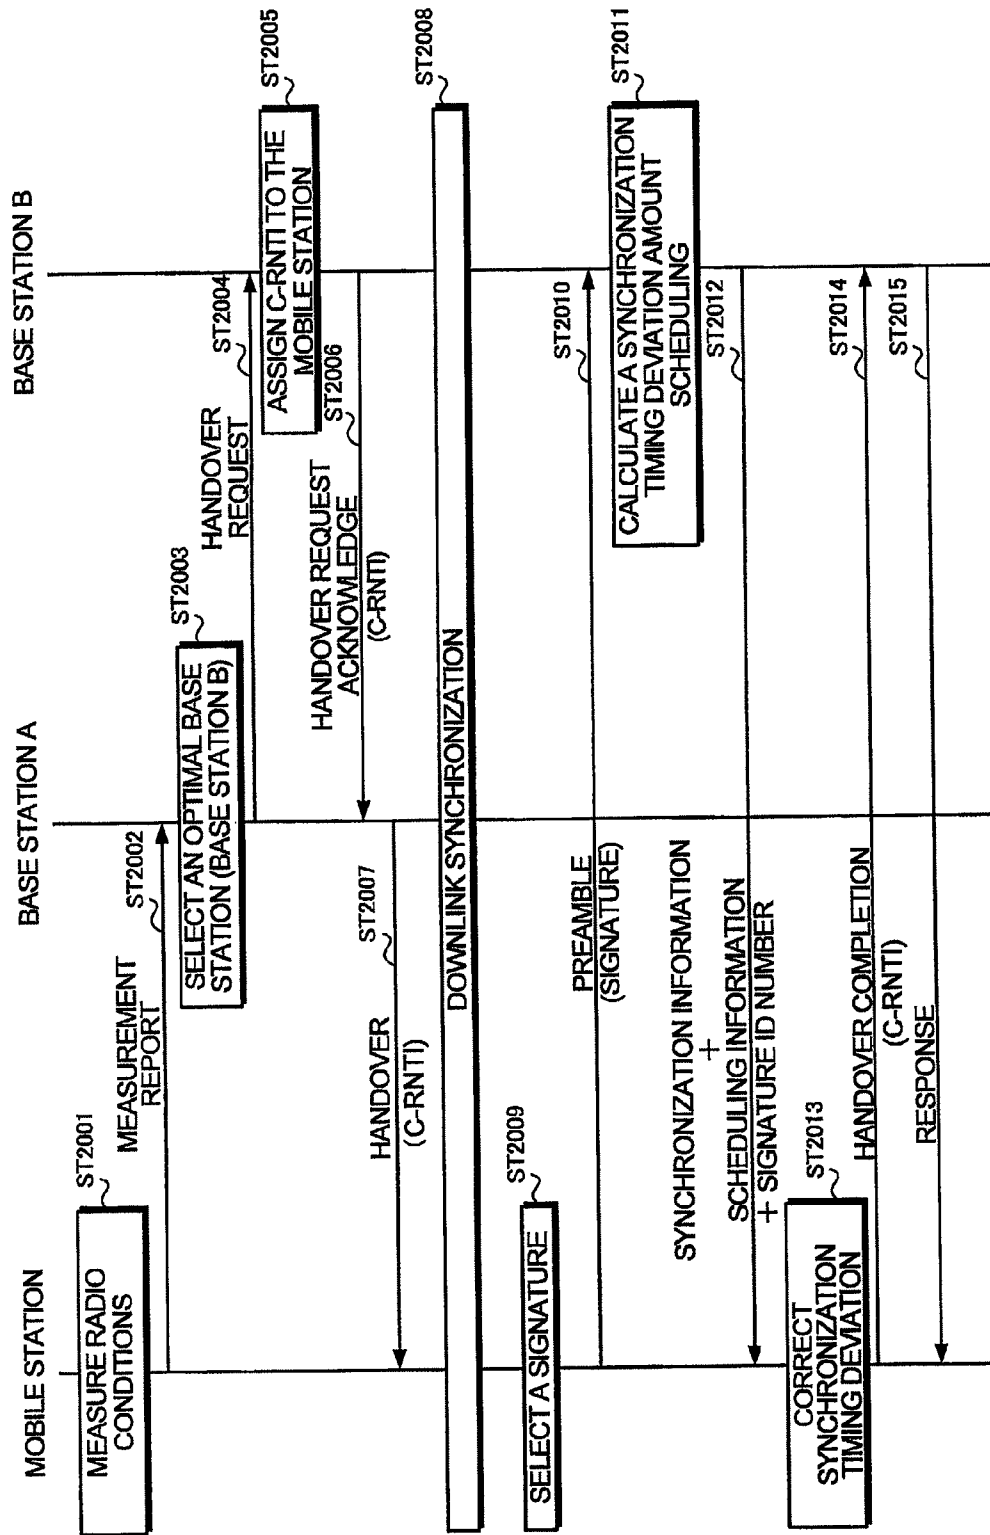 MOBILE STATION
BASE STATION A
BASE STATION B
MEASURE RADIO
CONDITIONS
ST2001
MEASUREMENT
REPORT
ST2002
SELECT AN OPTIMAL BASE
STATION (BASE STATION B)
ST2003
HANDOVER
REQUEST
ST2004
ASSIGN C-RNTI TO THE
MOBILE STATION
ST2005
HANDOVER REQUEST
ACKNOWLEDGE
(C-RNTI)
ST2006
HANDOVER
(C-RNTI)
ST2007
DOWNLINK SYNCHRONIZATION
ST2008
SELECT A SIGNATURE
ST2009
PREAMBLE
(SIGNATURE)
ST2010
CALCULATE A SYNCHRONIZATION
TIMING DEVIATION AMOUNT
SCHEDULING
ST2011
SYNCHRONIZATION INFORMATION
+
SCHEDULING INFORMATION
+ SIGNATURE ID NUMBER
ST2012
CORRECT
SYNCHRONIZATION
TIMING DEVIATION
ST2013
HANDOVER COMPLETION
(C-RNTI)
ST2014
RESPONSE
ST2015